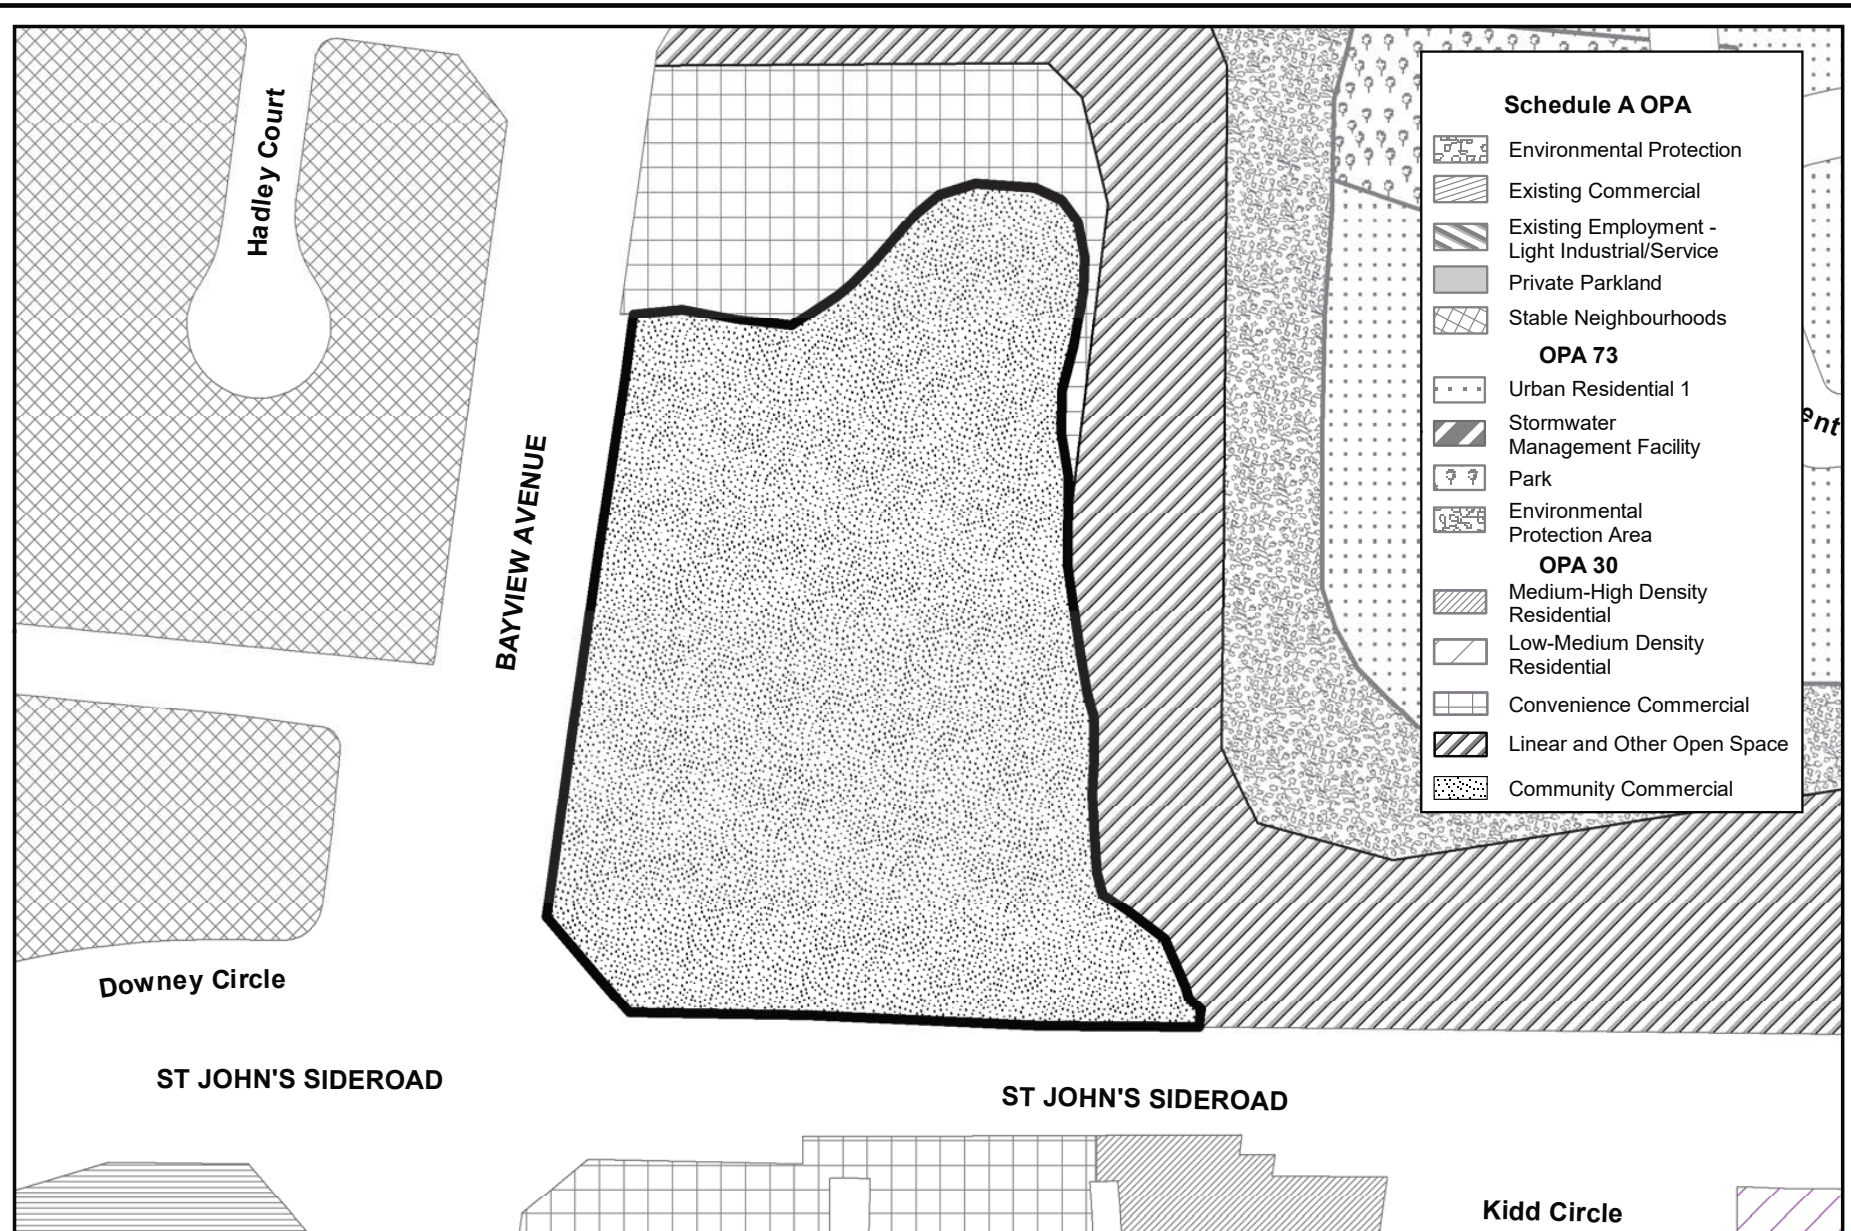 Hadley Court
BAYVIEW AVENUE
Downey Circle
ST JOHN'S SIDEROAD
ST JOHN'S SIDEROAD
Kidd Circle
ent
Schedule A OPA
Environmental Protection
Existing Commercial
Existing Employment -
Light Industrial/Service
Private Parkland
Stable Neighbourhoods
OPA 73
Urban Residential 1
Stormwater
Management Facility
Park
Environmental
Protection Area
OPA 30
Medium-High Density
Residential
Low-Medium Density
Residential
Convenience Commercial
Linear and Other Open Space
Community Commercial